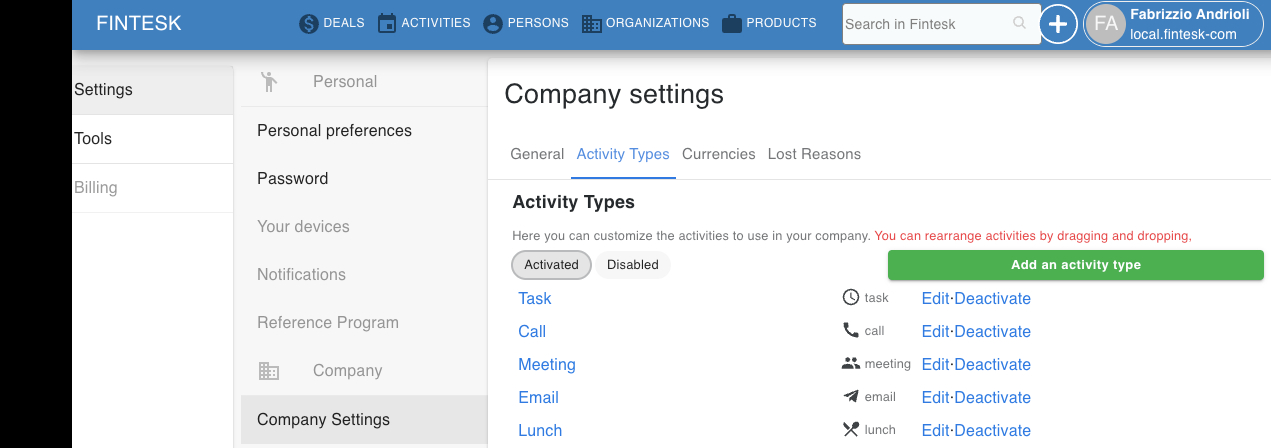 FINTESK
DEALS
ACTIVITIES
PERSONS
ORGANIZATIONS
PRODUCTS
Search in Fintesk
FA
Fabrizzio Andrioli
local.fintesk-com
Settings
Tools
Billing
Personal
Personal preferences
Password
Your devices
Notifications
Reference Program
Company
Company Settings
Company settings
General Activity Types Currencies Lost Reasons
Activity Types
Here you can customize the activities to use in your company. You can rearrange activities by dragging and dropping,
Activated Disabled
Add an activity type
Task task Edit·Deactivate
Call call Edit·Deactivate
Meeting meeting Edit·Deactivate
Email email Edit·Deactivate
Lunch lunch Edit·Deactivate